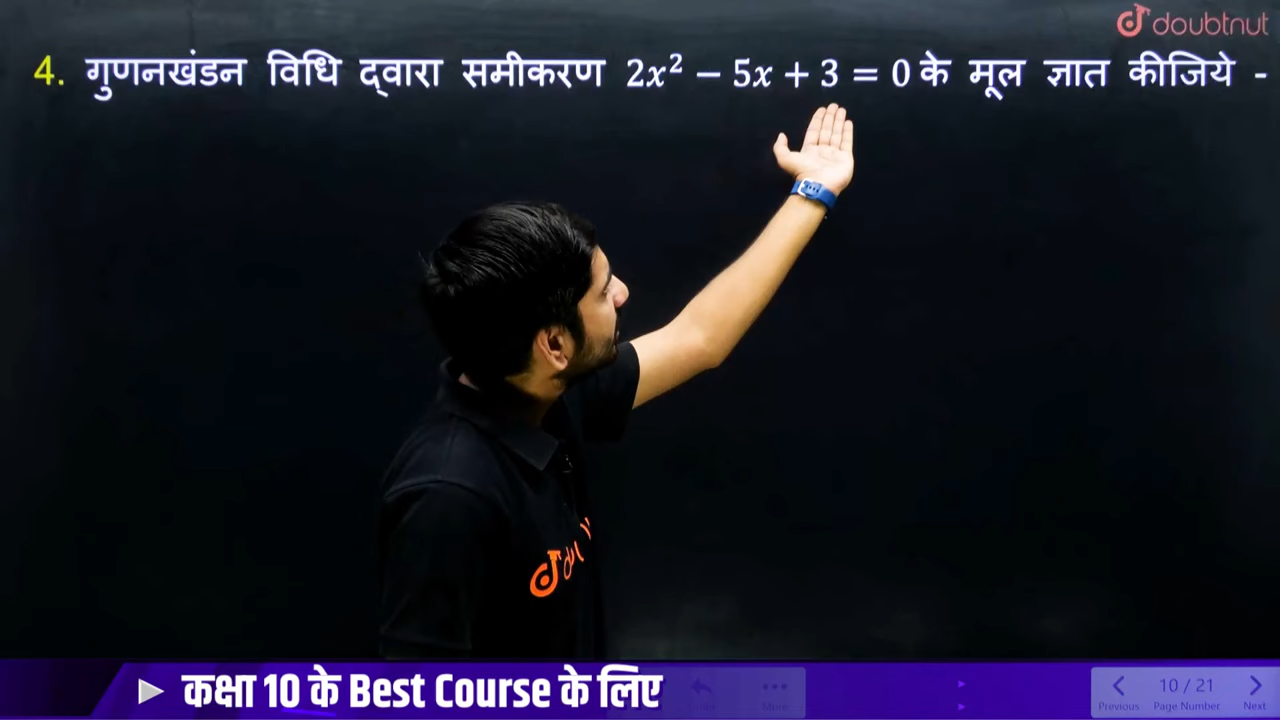 doubtnut
4. गुणनखंडन विधि द्वारा समीकरण 2x² − 5x + 3 = 0 के मूल ज्ञात कीजिये -
कक्षा 10 के Best Course के लिए
More
10 / 21
Previous Page Number Next